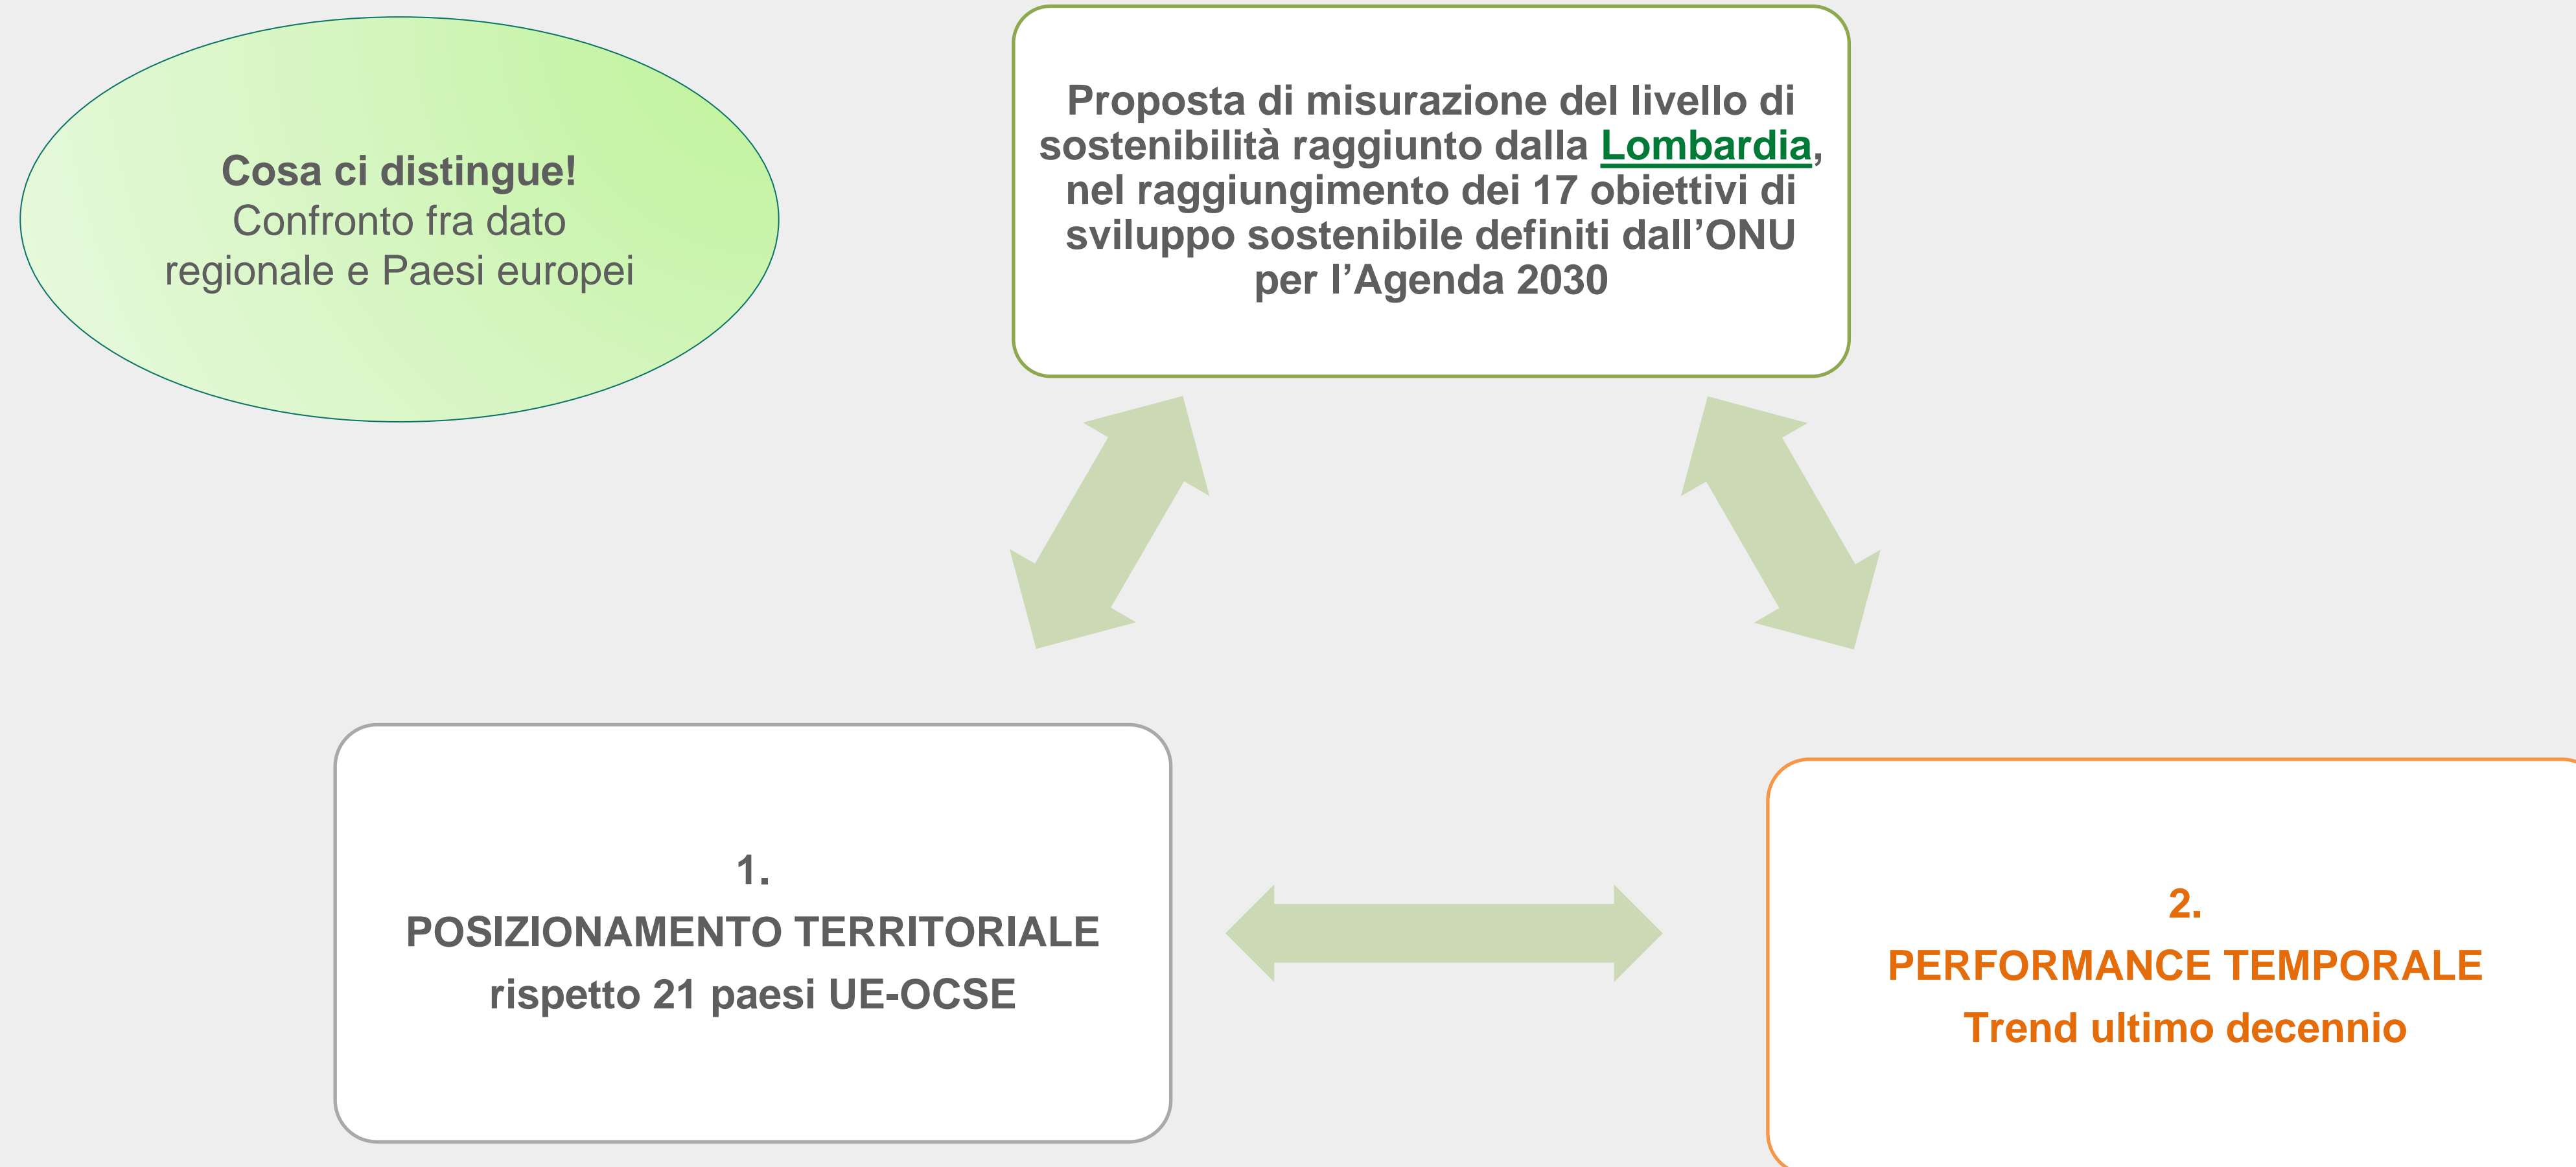 Cosa ci distingue!
Confronto fra dato
regionale e Paesi europei
Proposta di misurazione del livello di
sostenibilità raggiunto dalla Lombardia,
nel raggiungimento dei 17 obiettivi di
sviluppo sostenibile definiti dall’ONU
per l’Agenda 2030
1.
POSIZIONAMENTO TERRITORIALE
rispetto 21 paesi UE-OCSE
2.
PERFORMANCE TEMPORALE
Trend ultimo decennio